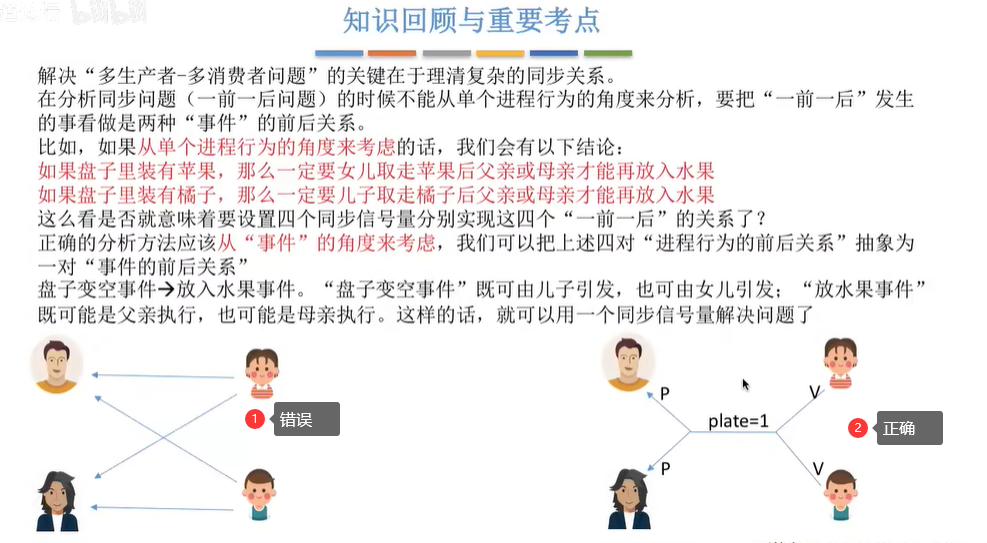 知识回顾与重要考点
解决“多生产者-多消费者问题”的关键在于理清复杂的同步关系。
在分析同步问题（一前一后问题）的时候不能从单个进程行为的角度来分析，要把“一前一后”发生
的事看做是两种“事件”的前后关系。
比如，如果从单个进程行为的角度来考虑的话，我们会有以下结论：
如果盘子里装有苹果，那么一定要女儿取走苹果后父亲或母亲才能再放入水果
如果盘子里装有橘子，那么一定要儿子取走橘子后父亲或母亲才能再放入水果
这么看是否就意味着要设置四个同步信号量分别实现这四个“一前一后”的关系了？
正确的分析方法应该从“事件”的角度来考虑，我们可以把上述四对“进程行为的前后关系”抽象为
一对“事件的前后关系”
盘子变空事件→放入水果事件。“盘子变空事件”既可由儿子引发，也可由女儿引发；“放水果事件”
既可能是父亲执行，也可能是母亲执行。这样的话，就可以用一个同步信号量解决问题了
P
V
plate=1
1 错误
2 正确
P
V